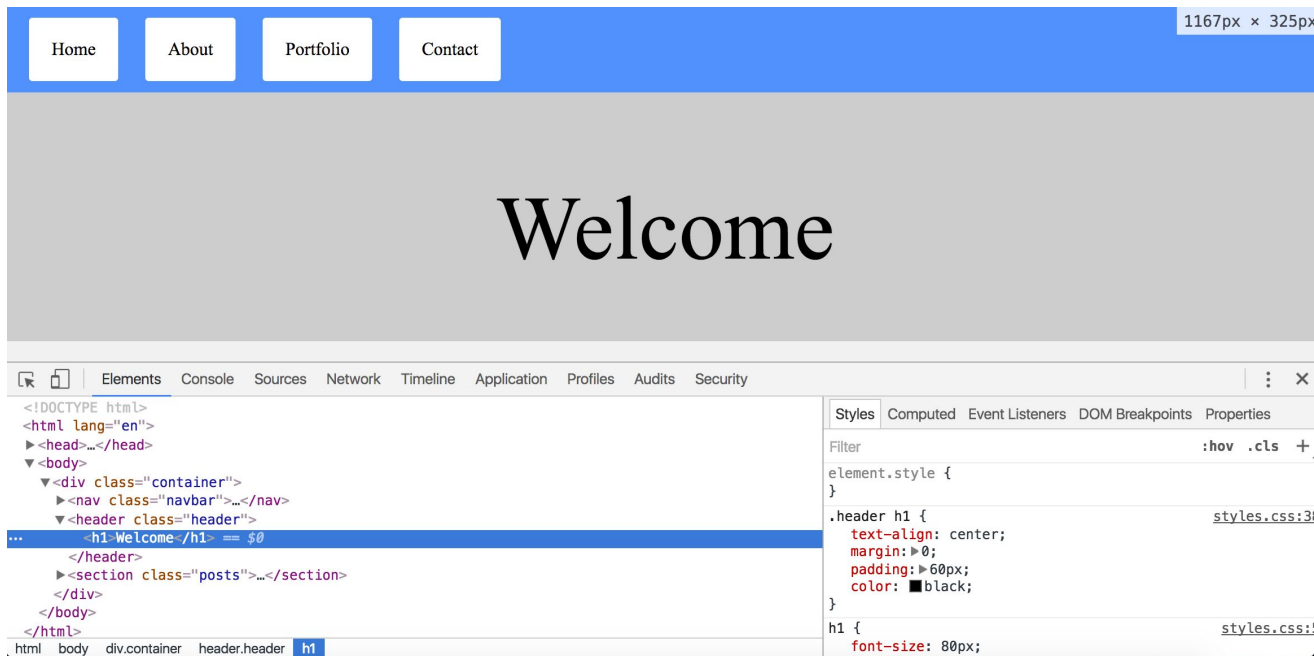 1167px × 325px
Home About Portfolio Contact
Welcome
Elements Console Sources Network Timeline Application Profiles Audits Security
<!DOCTYPE html>
<html lang="en">
▶<head>…</head>
▼<body>
▼<div class="container">
▶<nav class="navbar">…</nav>
▼<header class="header">
<h1>Welcome</h1> == $0
</header>
▶<section class="posts">…</section>
</div>
</body>
</html>
html body div.container header.header h1
Styles Computed Event Listeners DOM Breakpoints Properties
Filter :hov .cls +
element.style {
}
.header h1 { styles.css:38
text-align: center;
margin:▶0;
padding:▶60px;
color: black;
}
h1 { styles.css:
font-size: 80px;